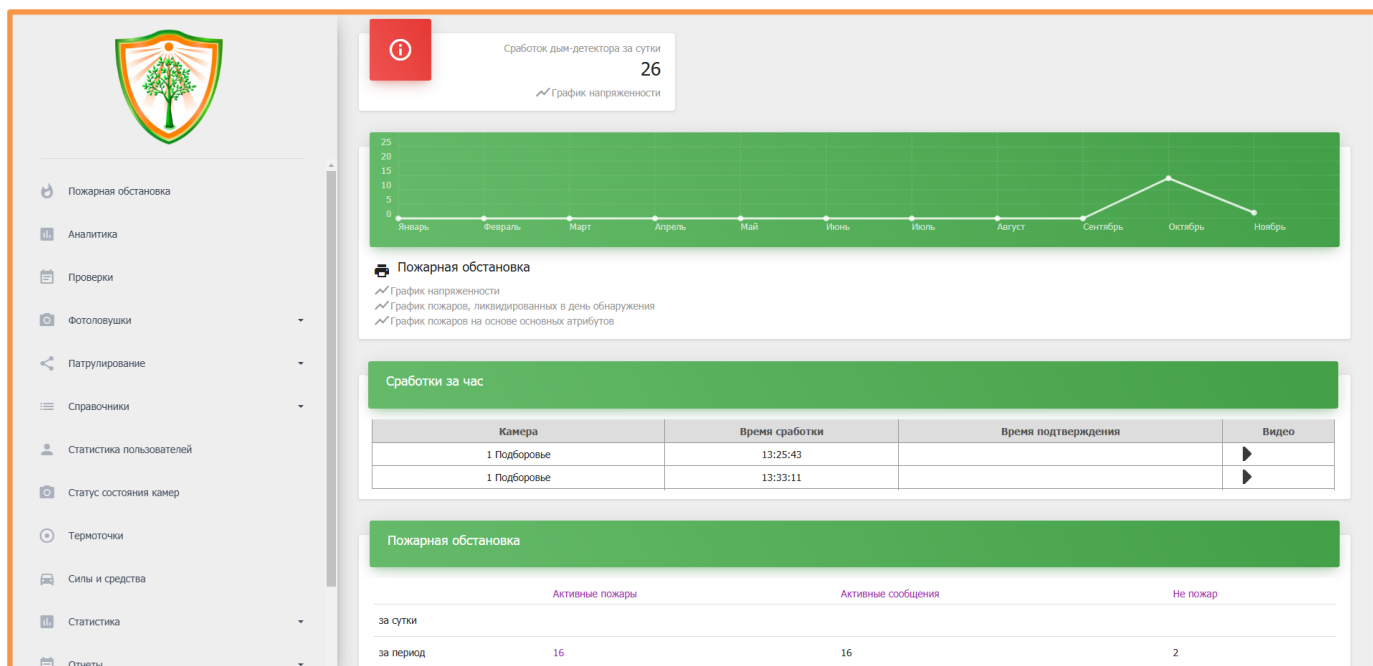 Сработок дым-детектора за сутки
26
График напряженности
25
20
15
10
5
0
Январь Февраль Март Апрель Май Июнь Июль Август Сентябрь Октябрь Ноябрь
Пожарная обстановка
График напряженности
График пожаров, ликвидированных в день обнаружения
График пожаров на основе основных атрибутов
Сработки за час
Камера Время сработки Время подтверждения Видео
1 Подборовье 13:25:43
1 Подборовье 13:33:11
Пожарная обстановка
Активные пожары Активные сообщения Не пожар
за сутки
за период 16 16 2
Пожарная обстановка
Аналитика
Проверки
Фотоловушки
Патрулирование
Справочники
Статистика пользователей
Статус состояния камер
Термоточки
Силы и средства
Статистика
Отчеты